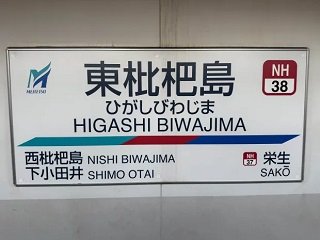 MEITETSU
東枇杷島
NH
38
ひがしびわじま
HIGASHI BIWAJIMA
西枇杷島 NISHI BIWAJIMA
下小田井 SHIMO OTAI
NH
37
栄生
SAKŌ